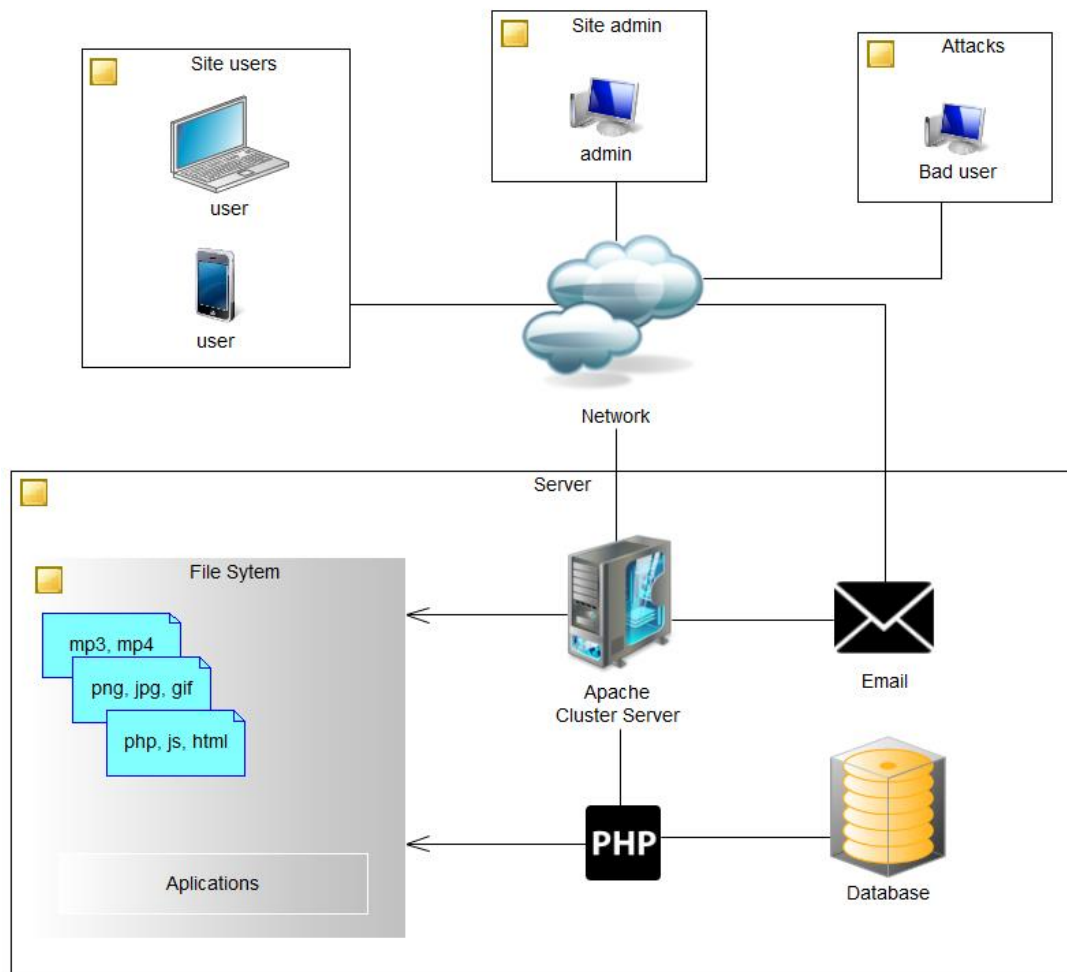 Site users
user
user
Site admin
admin
Attacks
Bad user
Network
Server
File Sytem
mp3, mp4
png, jpg, gif
php, js, html
Aplications
Apache
Cluster Server
Email
PHP
Database